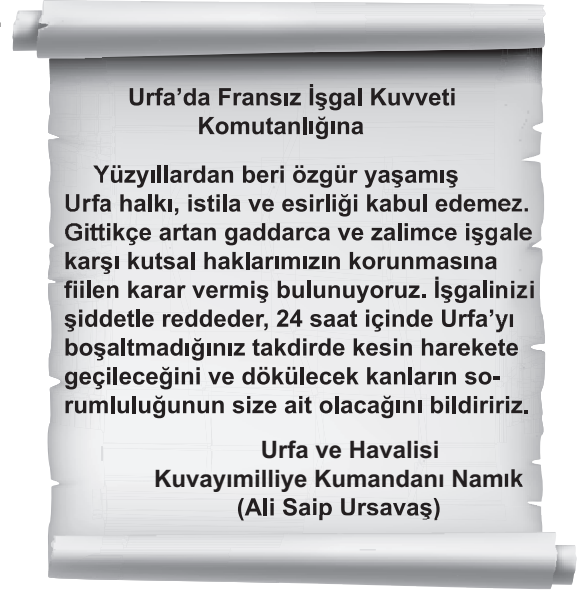 Urfa’da Fransız İşgal Kuvveti
Komutanlığına
Yüzyıllardan beri özgür yaşamış
Urfa halkı, istila ve esirliği kabul edemez.
Gittikçe artan gaddarca ve zalimce işgale
karşı kutsal haklarımızın korunmasına
fiilen karar vermiş bulunuyoruz. İşgalinizi
şiddetle reddeder, 24 saat içinde Urfa’yı
boşaltmadığınız takdirde kesin harekete
geçileceğini ve dökülecek kanların so-
rumluluğunun size ait olacağını bildiririz.
Urfa ve Havalisi
Kuvayımilliye Kumandanı Namık
(Ali Saip Ursavaş)